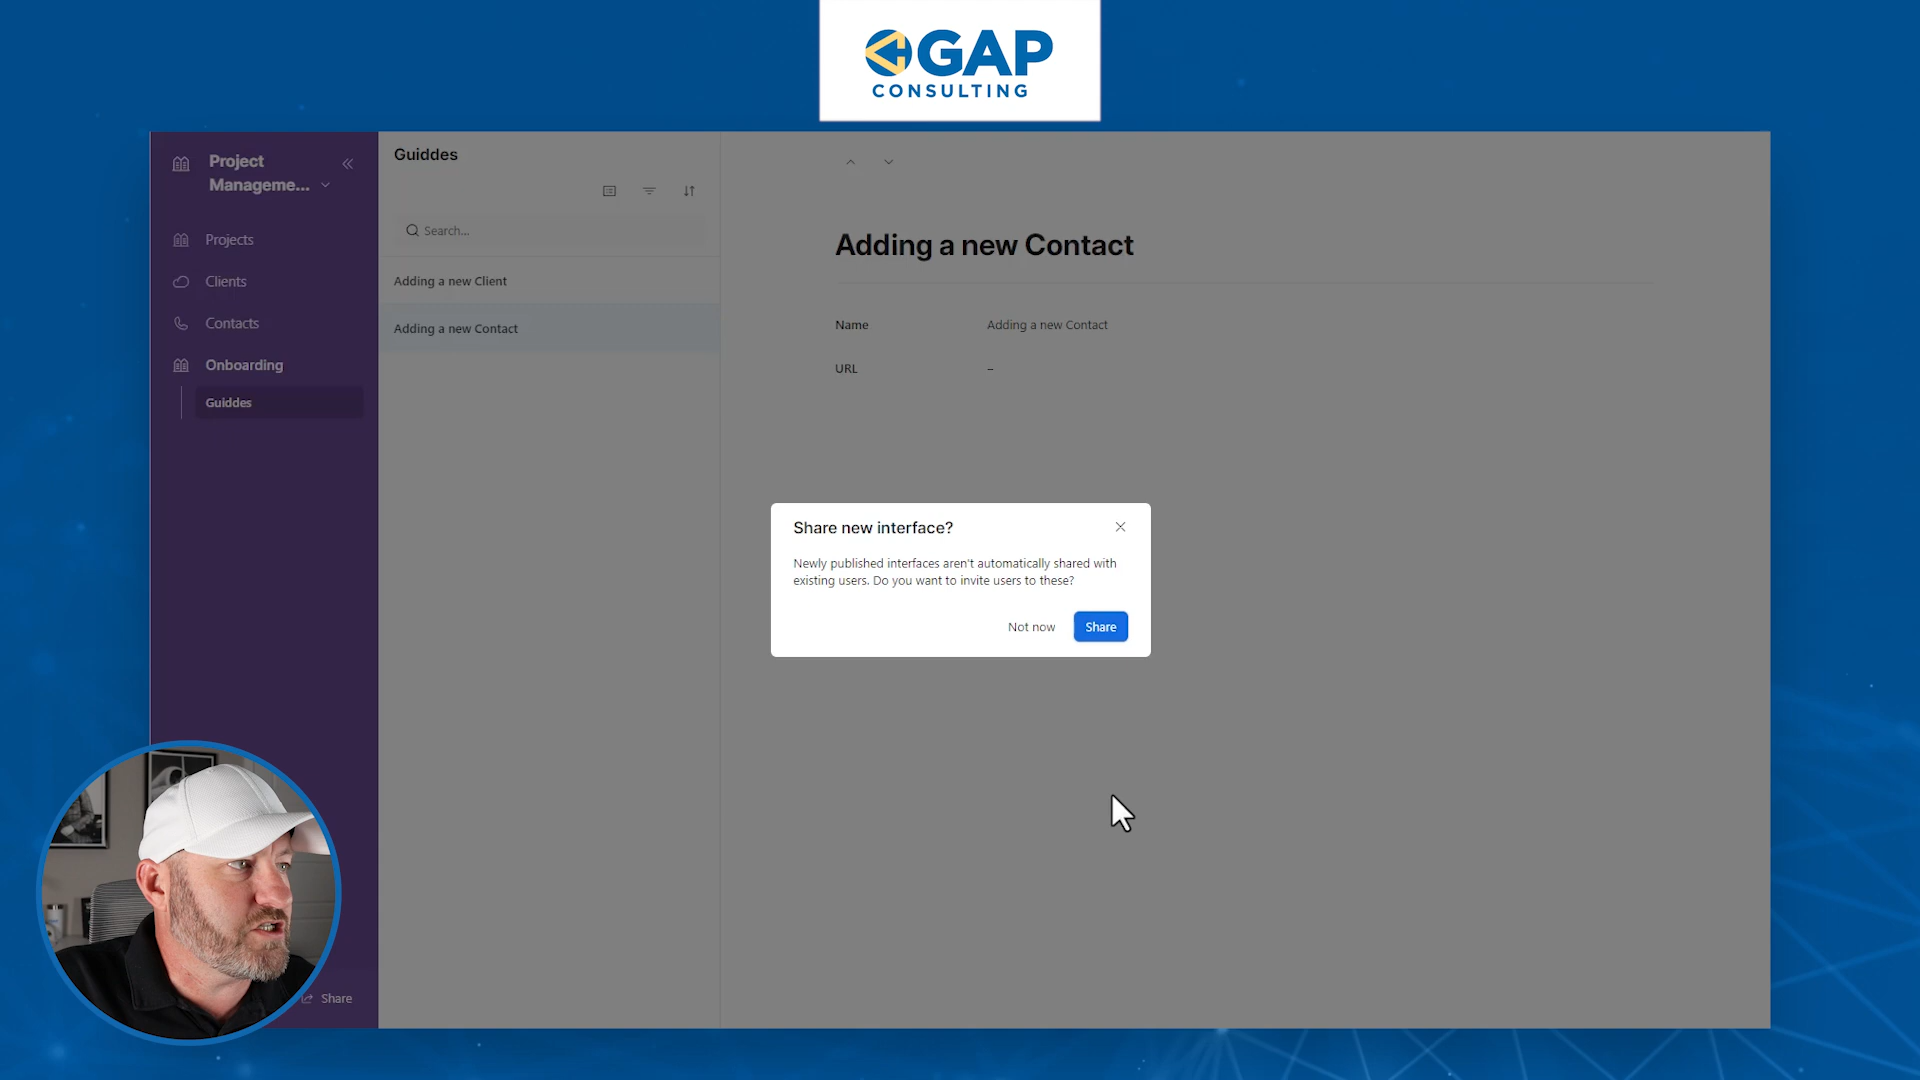 GAP
CONSULTING
Project
Manageme...
Projects
Clients
Contacts
Onboarding
Guiddes
Share
Guiddes
Search...
Adding a new Client
Adding a new Contact
Adding a new Contact
Name Adding a new Contact
URL –
Share new interface?
Newly published interfaces aren't automatically shared with
existing users. Do you want to invite users to these?
Not now Share